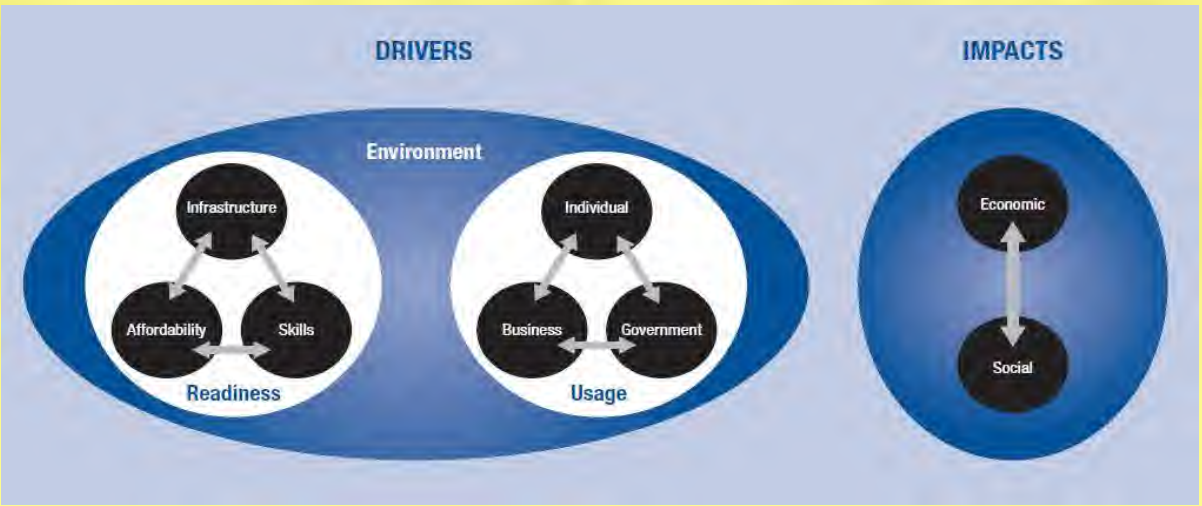 DRIVERS
IMPACTS
Environment
Infrastructure
Affordability
Skills
Readiness
Individual
Business
Government
Usage
Economic
Social